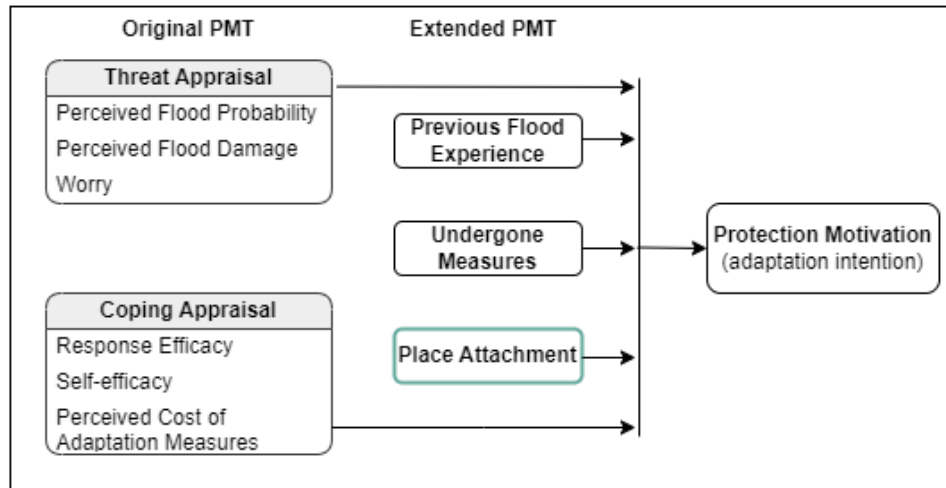 Original PMT
Extended PMT
Threat Appraisal
Perceived Flood Probability
Perceived Flood Damage
Worry
Previous Flood
Experience
Undergone
Measures
Protection Motivation
(adaptation intention)
Coping Appraisal
Response Efficacy
Self-efficacy
Perceived Cost of
Adaptation Measures
Place Attachment